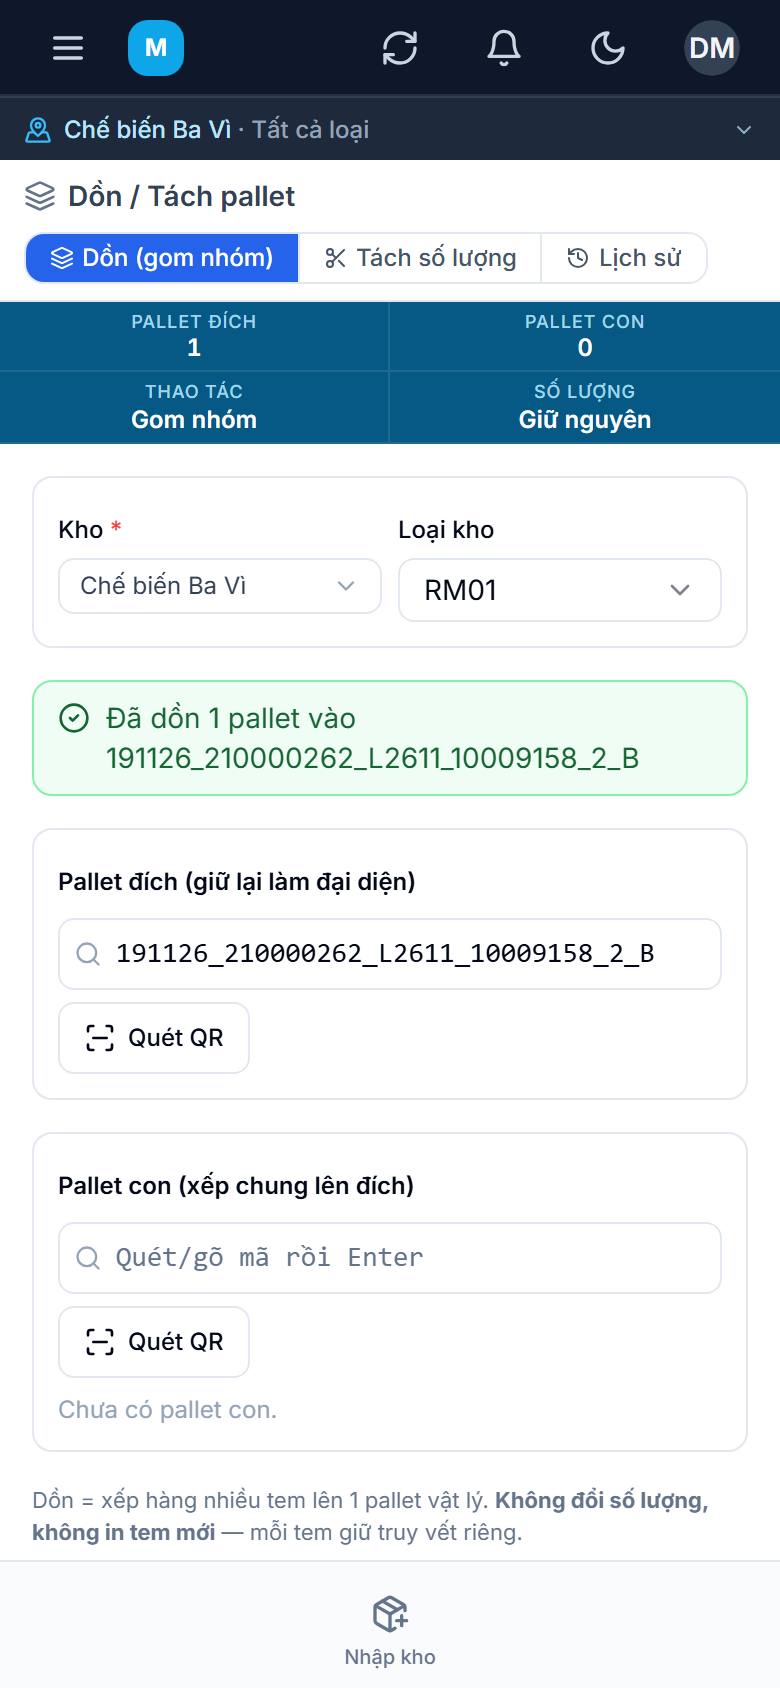 M
DM
Chế biến Ba Vì · Tất cả loại
Dồn / Tách pallet
Dồn (gom nhóm)
Tách số lượng
Lịch sử
PALLET ĐÍCH
1
PALLET CON
0
THAO TÁC
Gom nhóm
SỐ LƯỢNG
Giữ nguyên
Kho *
Loại kho
Chế biến Ba Vì
RM01
Đã dồn 1 pallet vào
191126_210000262_L2611_10009158_2_B
Pallet đích (giữ lại làm đại diện)
191126_210000262_L2611_10009158_2_B
Quét QR
Pallet con (xếp chung lên đích)
Quét/gõ mã rồi Enter
Quét QR
Chưa có pallet con.
Dồn = xếp hàng nhiều tem lên 1 pallet vật lý. Không đổi số lượng,
không in tem mới — mỗi tem giữ truy vết riêng.
Nhập kho